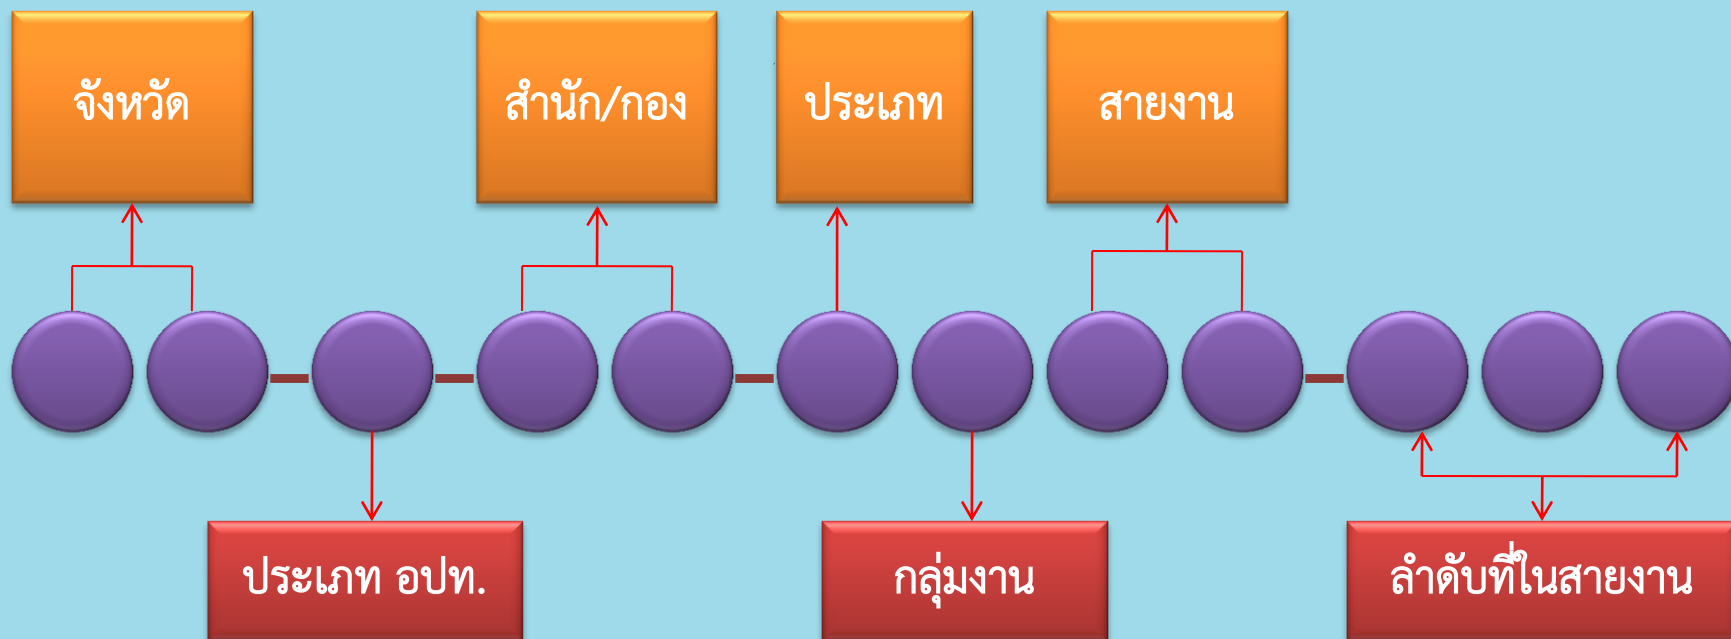 จังหวัด
สำนัก/กอง
ประเภท
สายงาน
ประเภท อปท.
กลุ่มงาน
ลำดับที่ในสายงาน